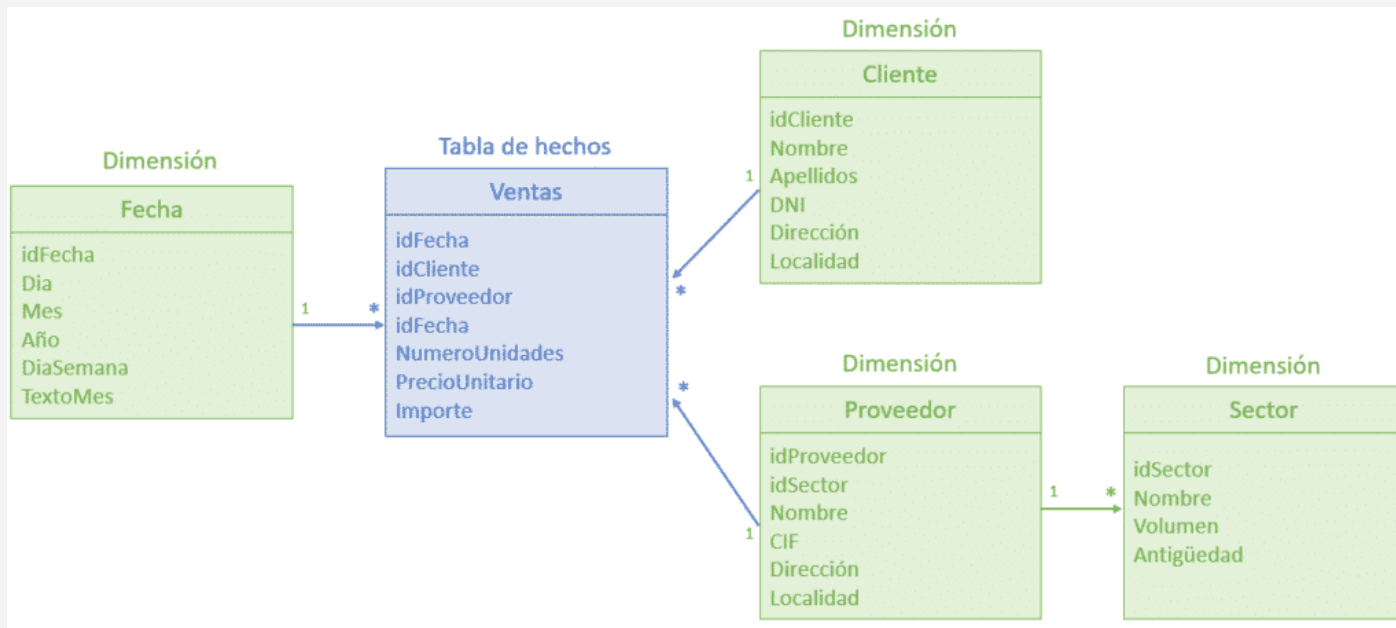 Dimensión
Fecha
idFecha
Dia
Mes
Año
DiaSemana
TextoMes
1
*
Tabla de hechos
Ventas
idFecha
idCliente
idProveedor
idFecha
NumeroUnidades
PrecioUnitario
Importe
Dimensión
Cliente
idCliente
Nombre
Apellidos
DNI
Dirección
Localidad
1
*
Dimensión
Proveedor
idProveedor
idSector
Nombre
CIF
Dirección
Localidad
1
*
1
*
Dimensión
Sector
idSector
Nombre
Volumen
Antigüedad